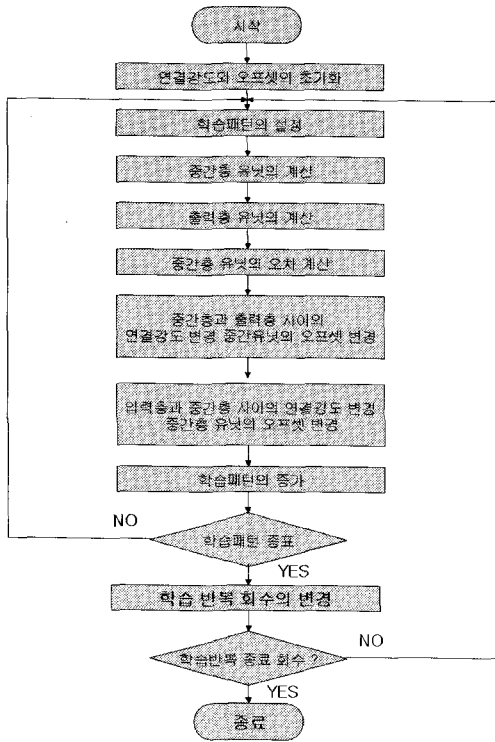 시작
연결강도와 오프셋의 초기화
학습패턴의 설정
중간층 유닛의 계산
출력층 유닛의 계산
중간층 유닛의 오차 계산
중간층과 출력층 사이의
연결강도 변경 중간유닛의 오프셋 변경
입력층과 중간층 사이의 연결강도 변경
중간층 유닛의 오프셋 변경
학습패턴의 증가
NO
학습패턴 종료
YES
학습 반복 회수의 변경
NO
학습반복 종료 회수 ?
YES
종료